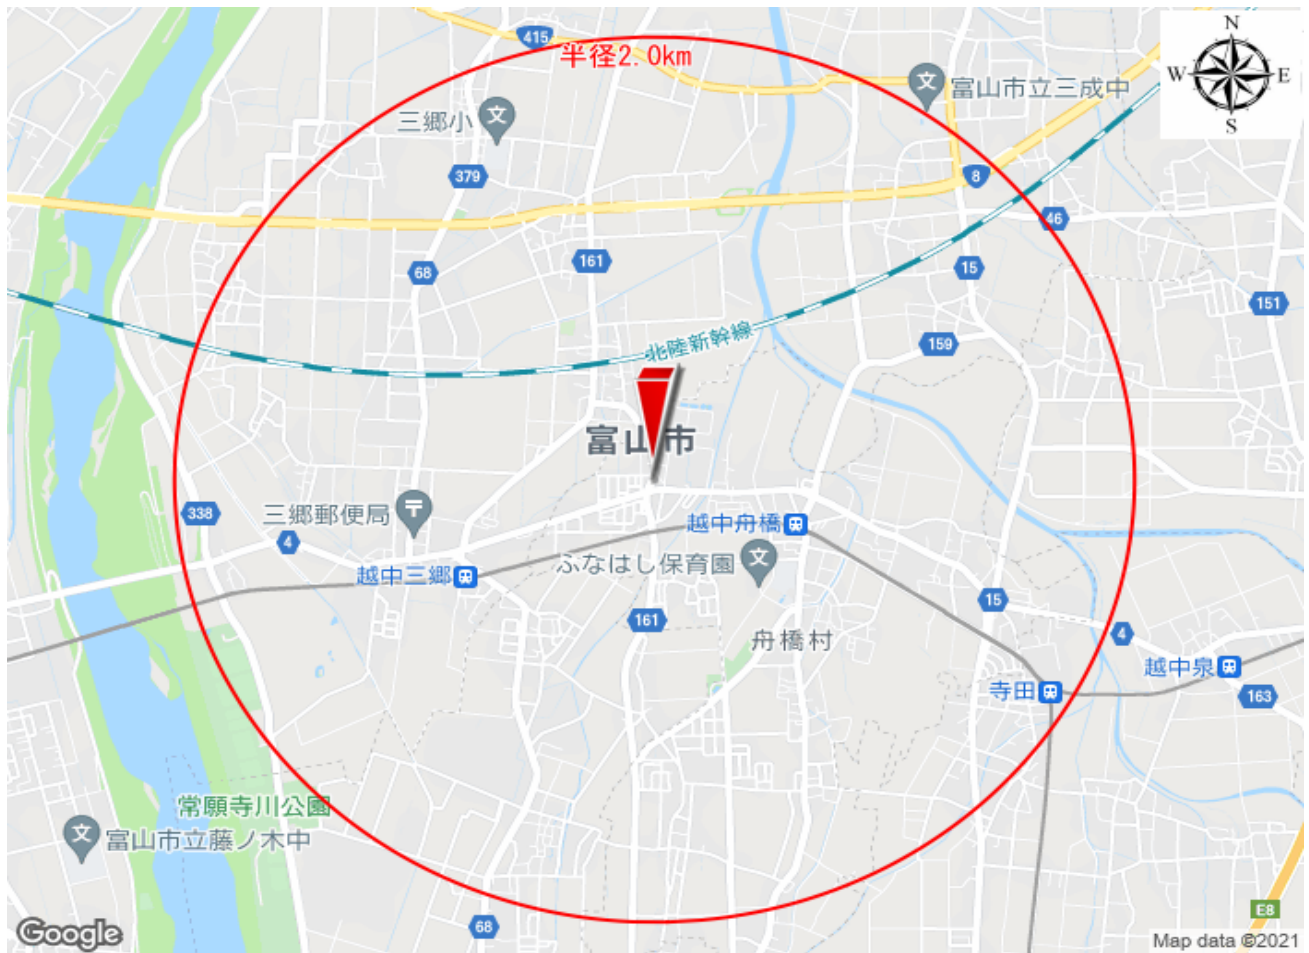 N
W E
S
415
半径2.0km
富山市立三成中
三郷小
379
8
46
161
68
15
151
北陸新幹線
159
富山市
三郷郵便局
338
4
越中舟橋
ふなはし保育園
越中三郷
15
161
4
舟橋村
越中泉
寺田
163
常願寺川公園
富山市立藤ノ木中
E8
68
Google
Map data ©2021